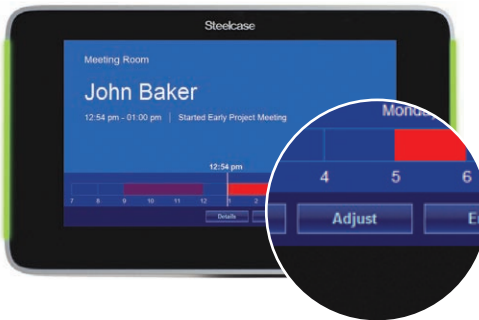 Steelcase
Meeting Room
John Baker
12:54 pm - 01:00 pm | Started Early Project Meeting
12:54 pm
7 8 9 10 11 12 1 2
Details
4 5 6
Adjust